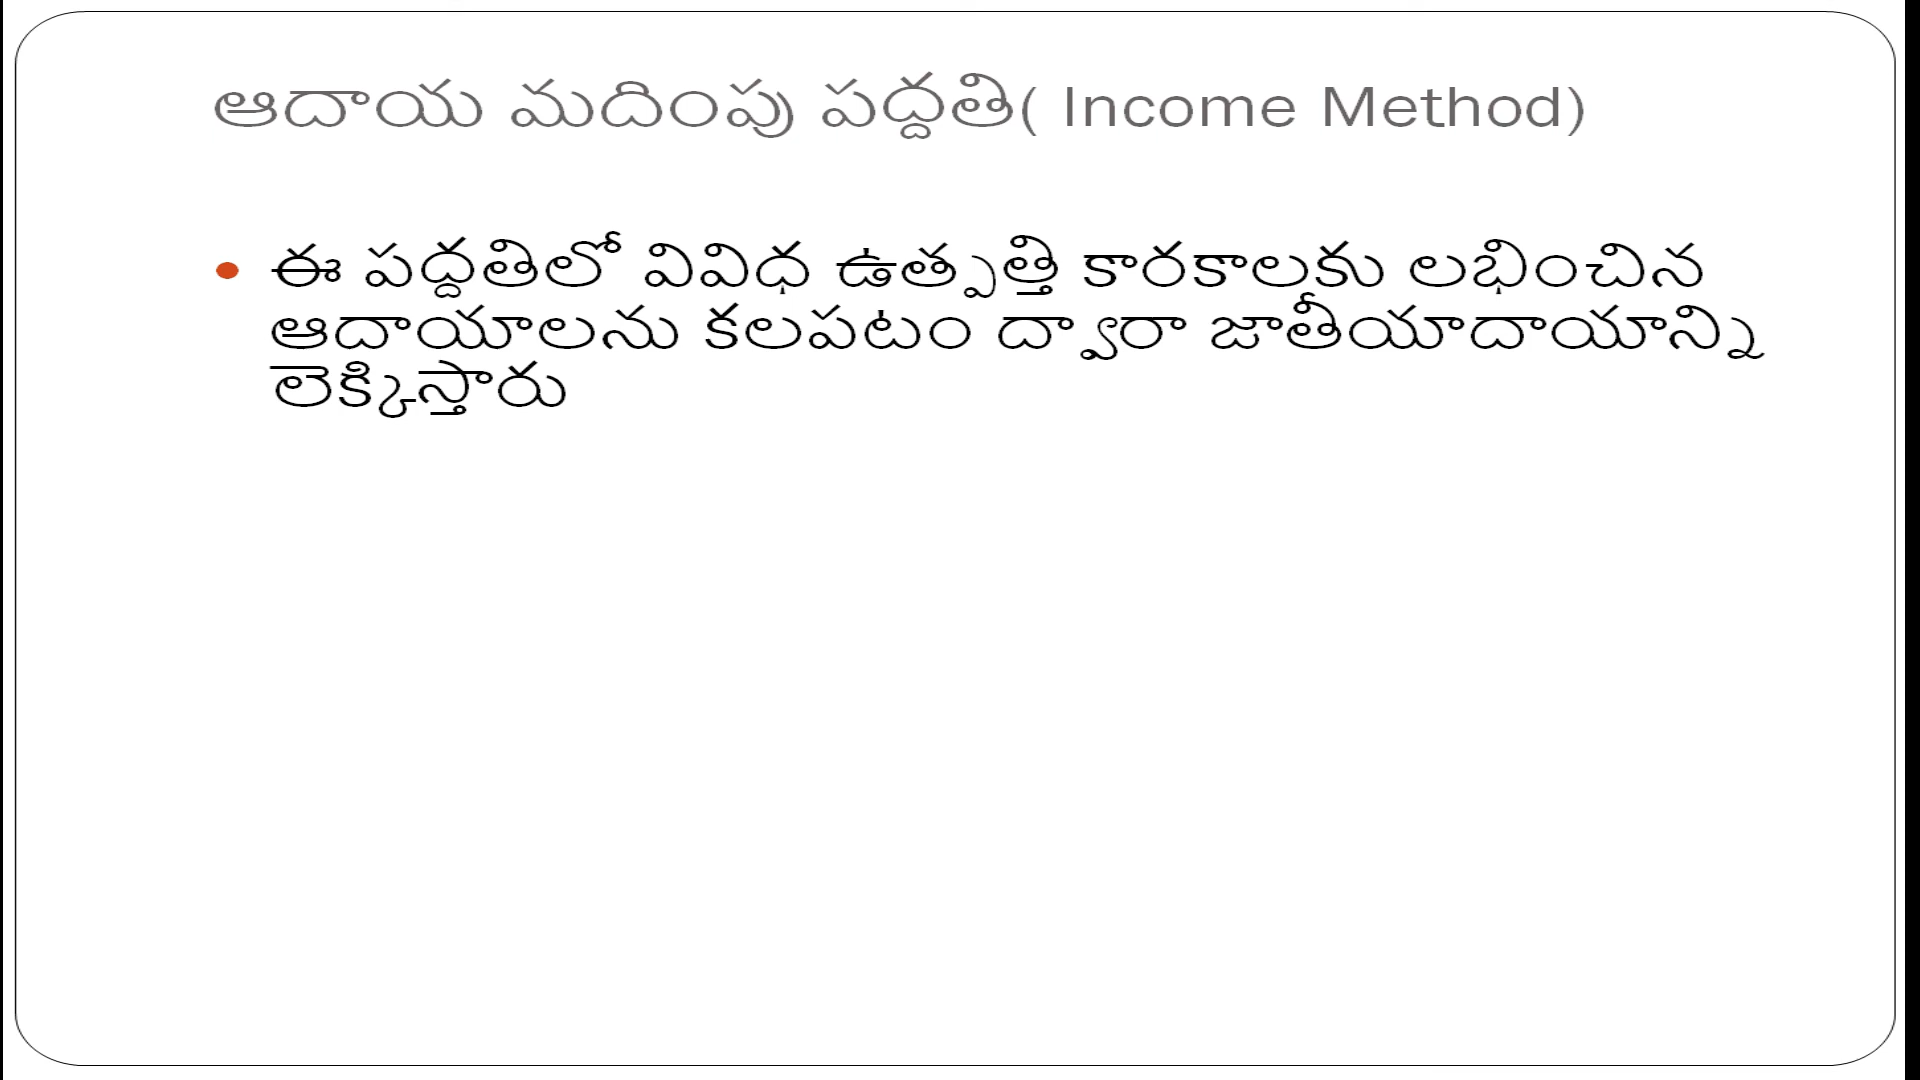 ఆదాయ మదింపు పద్ధతి( Income Method)
• ఈ పద్ధతిలో వివిధ ఉత్పత్తి కారకాలకు లభించిన
ఆదాయాలను కలపటం ద్వారా జాతీయాదాయాన్ని
లెక్కిస్తారు